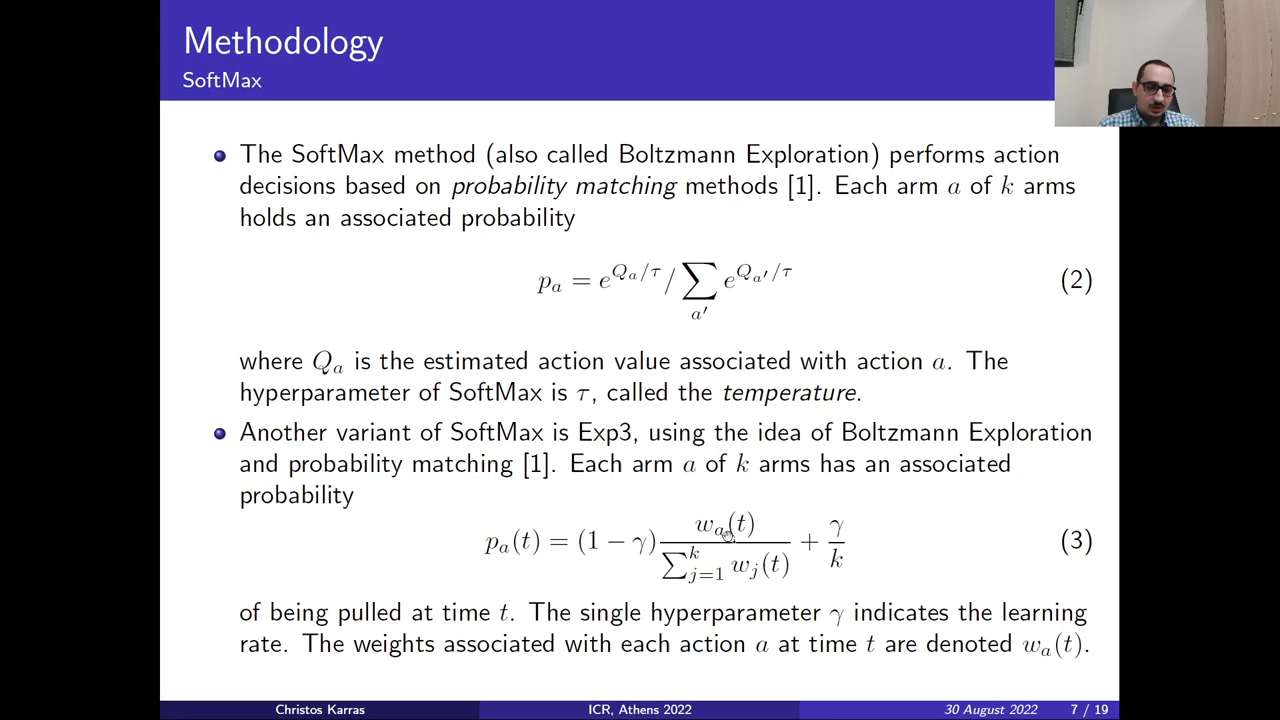 Methodology
SoftMax
The SoftMax method (also called Boltzmann Exploration) performs action
decisions based on probability matching methods [1]. Each arm a of k arms
holds an associated probability
p_a = e^{Q_a/τ} / ∑_{a′} e^{Q_{a′}/τ} (2)
where Q_a is the estimated action value associated with action a. The
hyperparameter of SoftMax is τ, called the temperature.
Another variant of SoftMax is Exp3, using the idea of Boltzmann Exploration
and probability matching [1]. Each arm a of k arms has an associated
probability
p_a(t) = (1 − γ) \frac{w_a(t)}{∑_{j=1}^{k} w_j(t)} + \frac{γ}{k} (3)
of being pulled at time t. The single hyperparameter γ indicates the learning
rate. The weights associated with each action a at time t are denoted w_a(t).
Christos Karras ICR, Athens 2022 30 August 2022 7 / 19